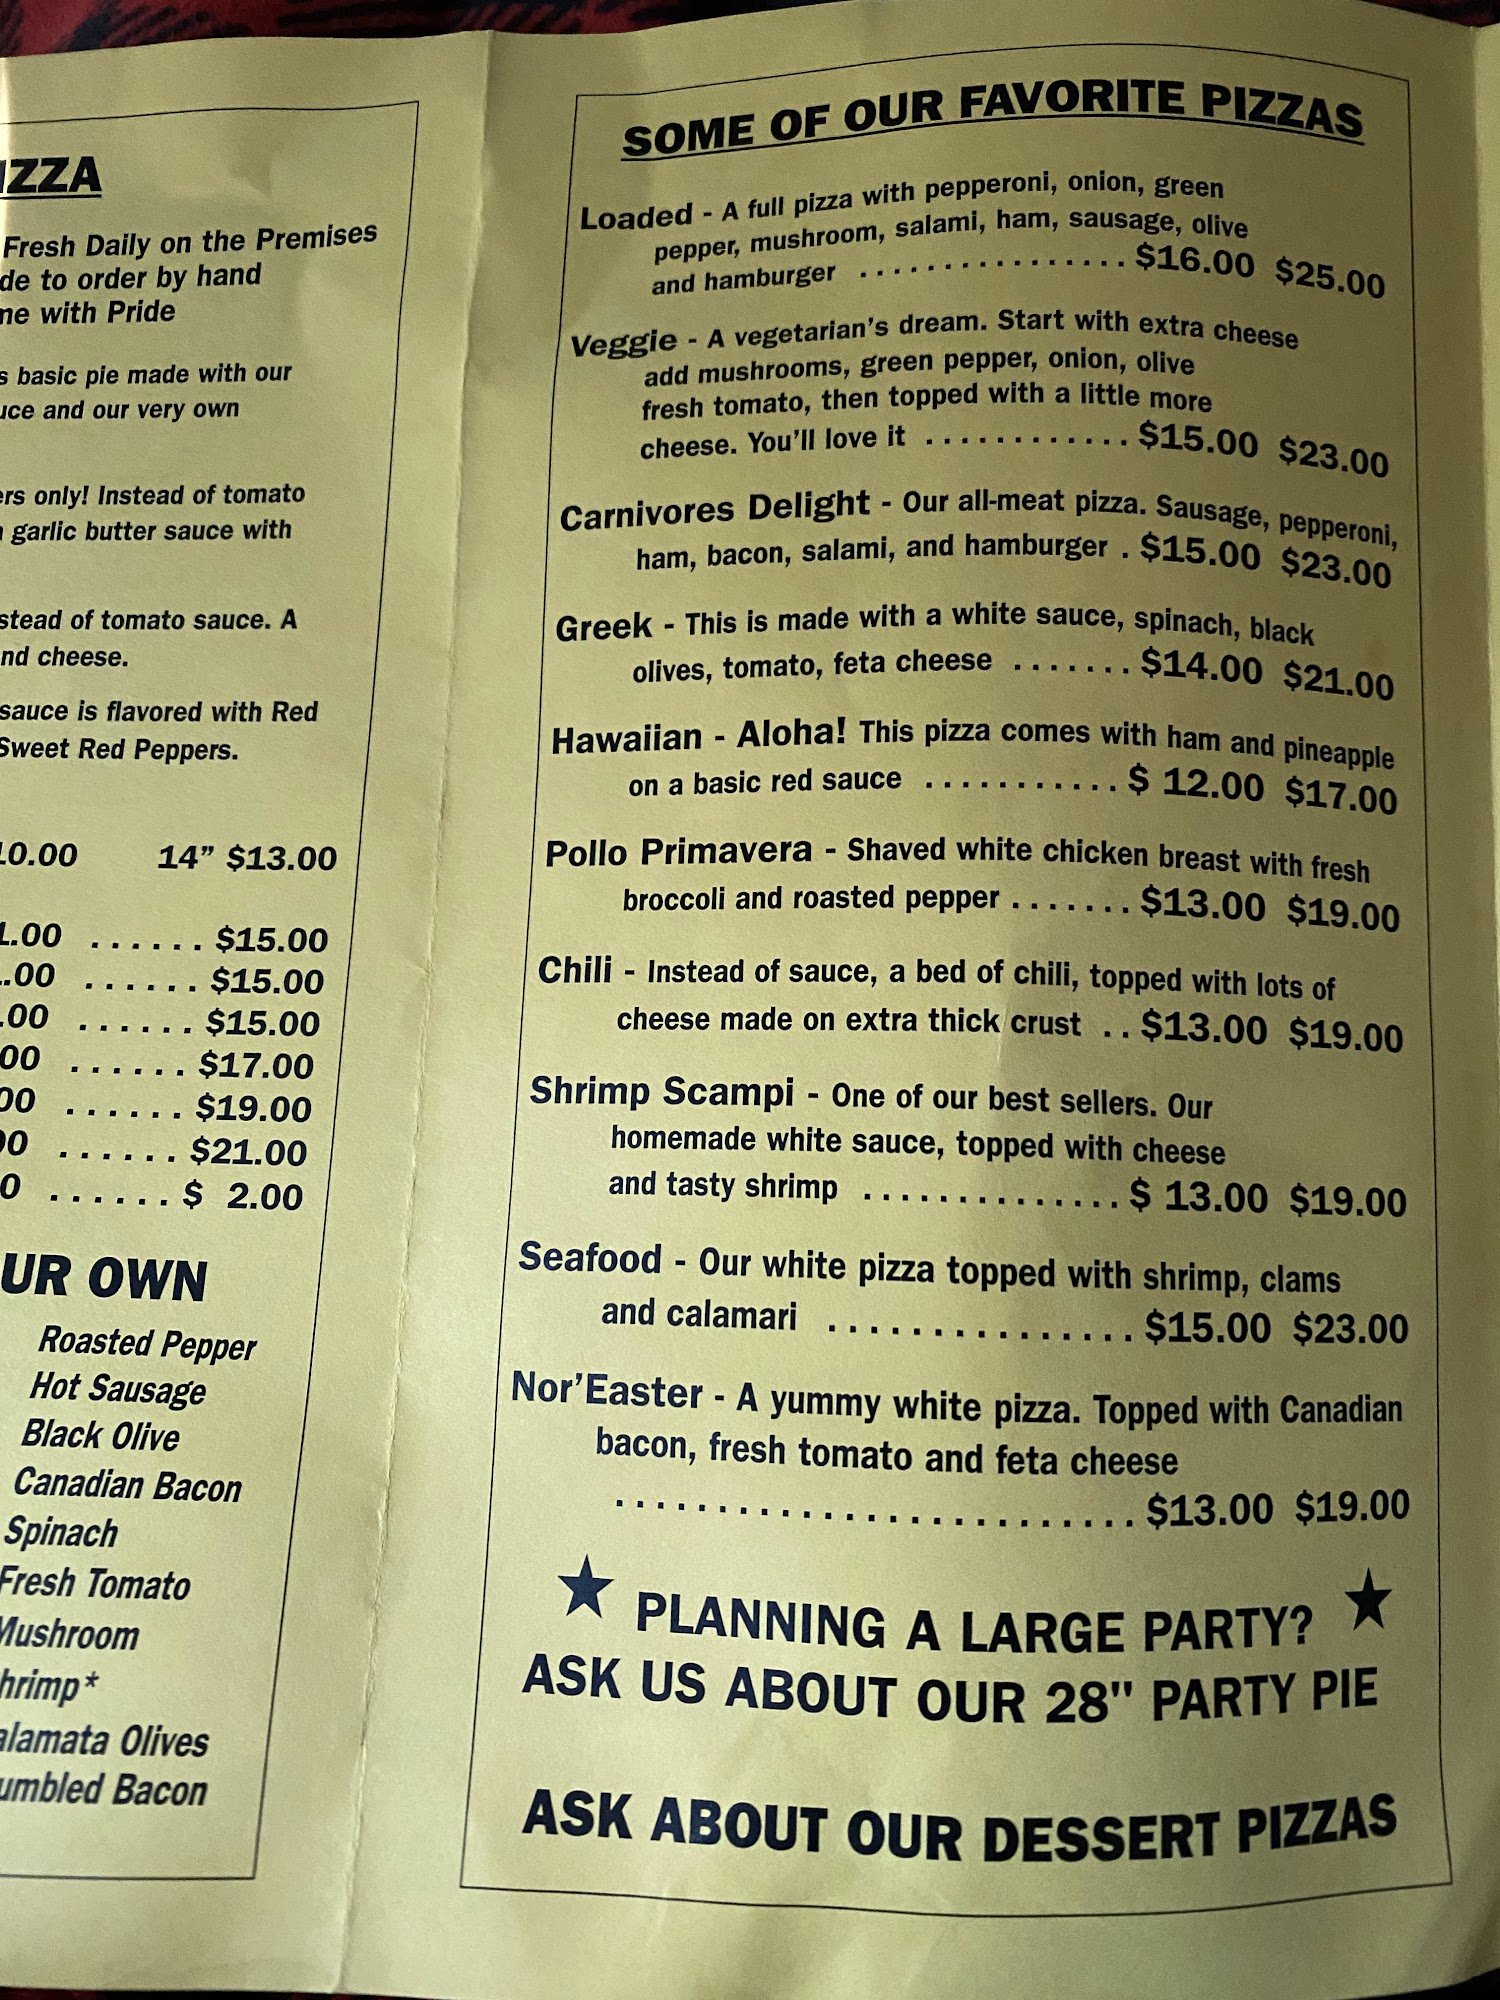 IZZA
Fresh Daily on the Premises
to order by hand
with Pride
basic pie made with our
and our very own
only! Instead of tomato
garlic butter sauce with
of tomato sauce. A
cheese.
sauce is flavored with Red
Sweet Red Peppers.
14" $13.00
...... $15.00
...... $15.00
...... $15.00
...... $17.00
...... $19.00
...... $21.00
...... $ 2.00
UR OWN
Roasted Pepper
Hot Sausage
Black Olive
Canadian Bacon
Spinach
Fresh Tomato
Mushroom
hrimp*
alamata Olives
umbled Bacon
SOME OF OUR FAVORITE PIZZAS
Loaded - A full pizza with pepperoni, onion, green
pepper, mushroom, salami, ham, sausage, olive
and hamburger ................ $16.00 $25.00
Veggie - A vegetarian's dream. Start with extra cheese
add mushrooms, green pepper, onion, olive
fresh tomato, then topped with a little more
cheese. You'll love it ............ $15.00 $23.00
Carnivores Delight - Our all-meat pizza. Sausage, pepperoni,
ham, bacon, salami, and hamburger . $15.00 $23.00
Greek - This is made with a white sauce, spinach, black
olives, tomato, feta cheese ....... $14.00 $21.00
Hawaiian - Aloha! This pizza comes with ham and pineapple
on a basic red sauce ........... $ 12.00 $17.00
Pollo Primavera - Shaved white chicken breast with fresh
broccoli and roasted pepper ....... $13.00 $19.00
Chili - Instead of sauce, a bed of chili, topped with lots of
cheese made on extra thick crust .. $13.00 $19.00
Shrimp Scampi - One of our best sellers. Our
homemade white sauce, topped with cheese
and tasty shrimp .............. $ 13.00 $19.00
Seafood - Our white pizza topped with shrimp, clams
and calamari ............... $15.00 $23.00
Nor'Easter - A yummy white pizza. Topped with Canadian
bacon, fresh tomato and feta cheese
........................ $13.00 $19.00
★ PLANNING A LARGE PARTY? ★
ASK US ABOUT OUR 28" PARTY PIE
ASK ABOUT OUR DESSERT PIZZAS